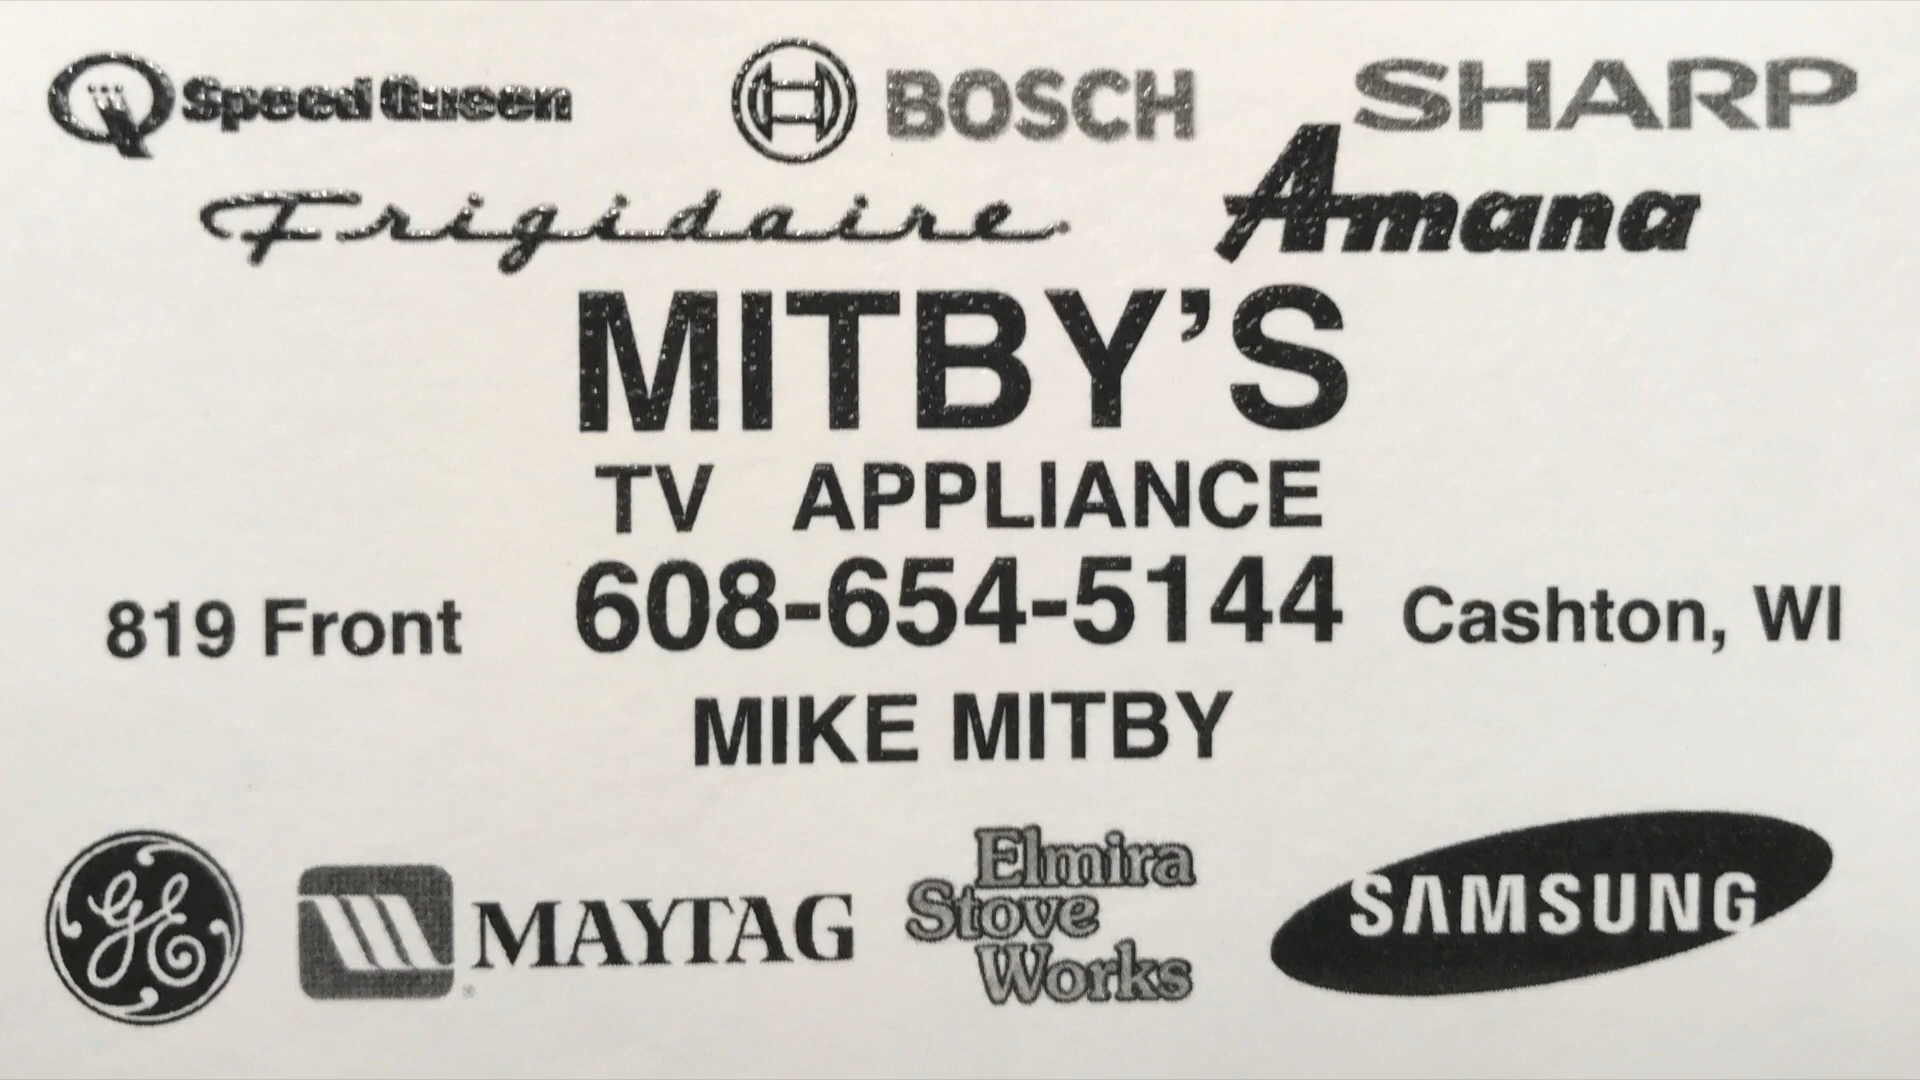 Speed Queen BOSCH SHARP
Frigidaire Amana
MITBY'S
TV APPLIANCE
819 Front 608-654-5144 Cashton, WI
MIKE MITBY
GE MAYTAG Elmira
Stove
Works
SAMSUNG